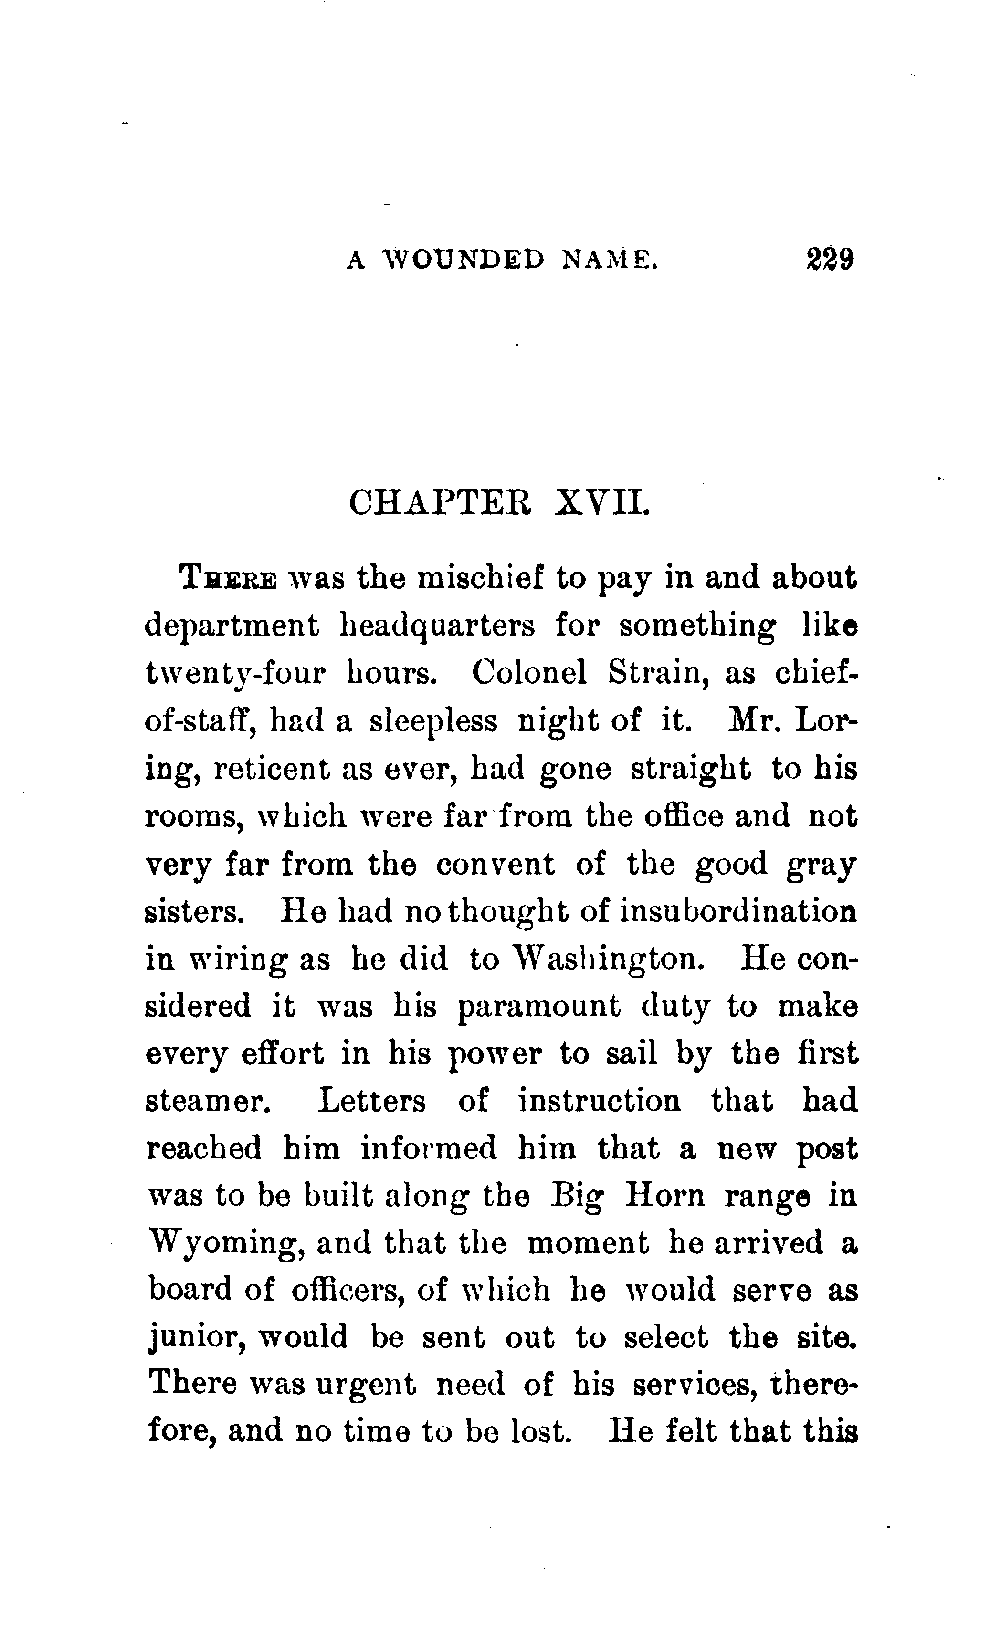 A WOUNDED NAME. 229
CHAPTER XVII.
THERE was the mischief to pay in and about
department headquarters for something like
twenty-four hours. Colonel Strain, as chief-
of-staff, had a sleepless night of it. Mr. Lor-
ing, reticent as ever, had gone straight to his
rooms, which were far from the office and not
very far from the convent of the good gray
sisters. He had no thought of insubordination
in wiring as he did to Washington. He con-
sidered it was his paramount duty to make
every effort in his power to sail by the first
steamer. Letters of instruction that had
reached him informed him that a new post
was to be built along the Big Horn range in
Wyoming, and that the moment he arrived a
board of officers, of which he would serve as
junior, would be sent out to select the site.
There was urgent need of his services, there-
fore, and no time to be lost. He felt that this